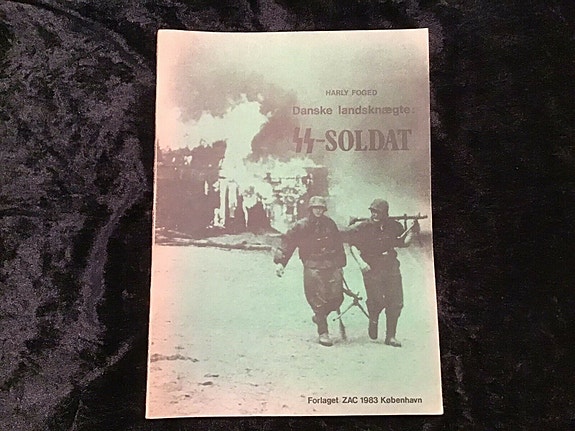 HARLY FOGED
Danske landsknægte:
SS-SOLDAT
Forlaget ZAC 1983 København